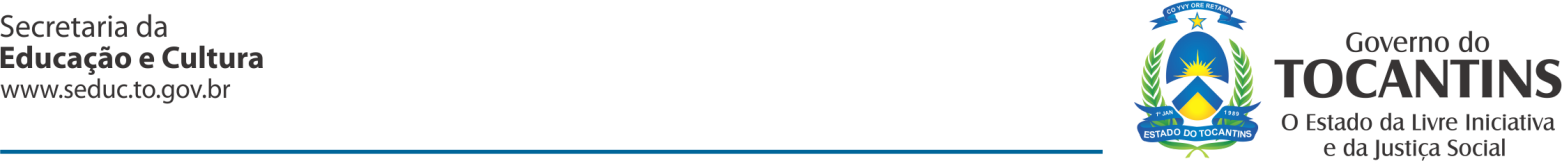 Secretaria da
Educação e Cultura
www.seduc.to.gov.br
CO YVY ORE RETAMA
1º JAN 1989
ESTADO DO TOCANTINS
Governo do
TOCANTINS
O Estado da Livre Iniciativa
e da Justiça Social